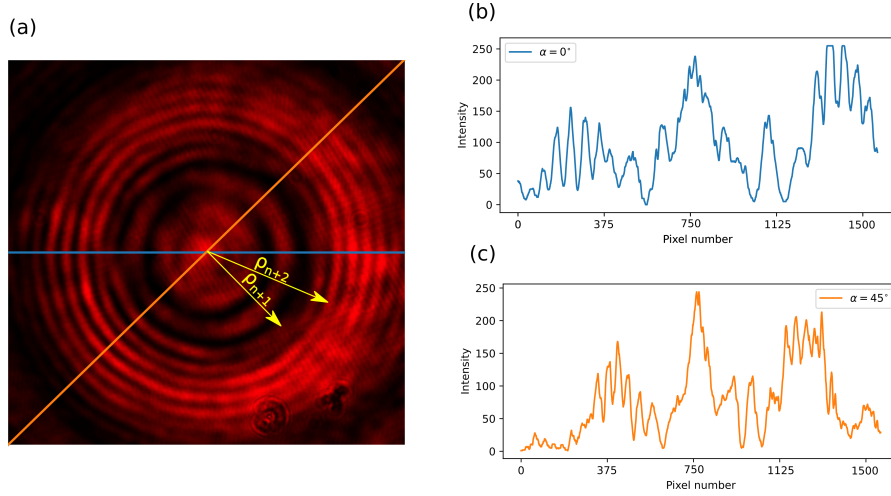 (a)
ρn+2
ρn+1
(b)
α = 0°
250
200
150
100
50
0
Intensity
0 375 750 1125 1500
Pixel number
(c)
α = 45°
250
200
150
100
50
0
Intensity
0 375 750 1125 1500
Pixel number